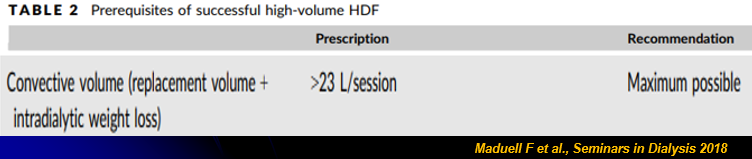 TABLE 2 Prerequisites of successful high-volume HDF
Prescription Recommendation
Convective volume (replacement volume + >23 L/session Maximum possible
intradialytic weight loss)
Maduell F et al., Seminars in Dialysis 2018